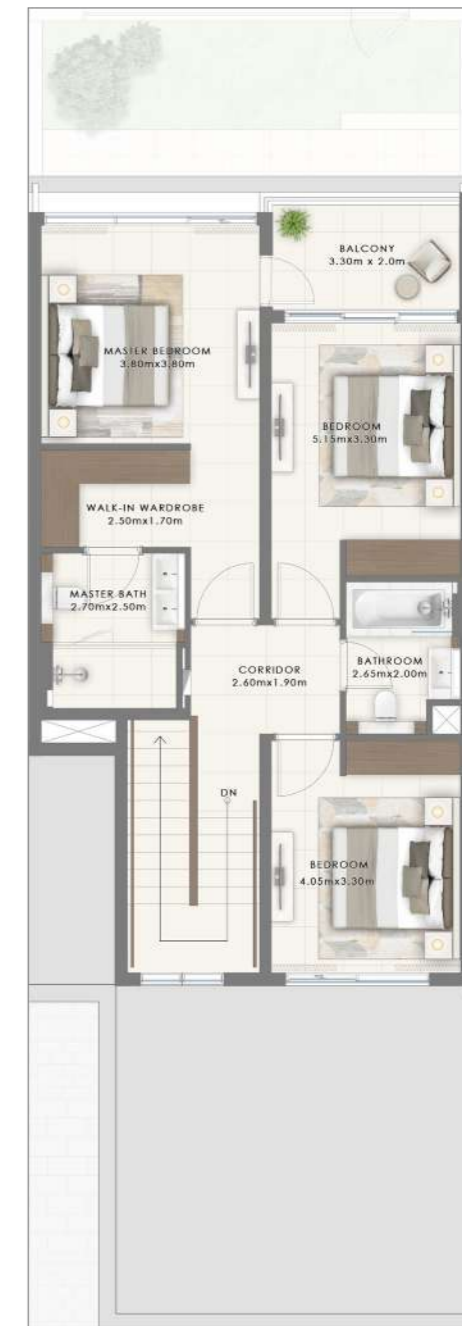 BALCONY
3.30m x 2.0m
MASTER BEDROOM
3.80mx3.80m
BEDROOM
5.15mx3.30m
WALK-IN WARDROBE
2.50mx1.70m
MASTER BATH
2.70mx2.50m
CORRIDOR
2.60mx1.90m
BATHROOM
2.65mx2.00m
DN
BEDROOM
4.05mx3.30m